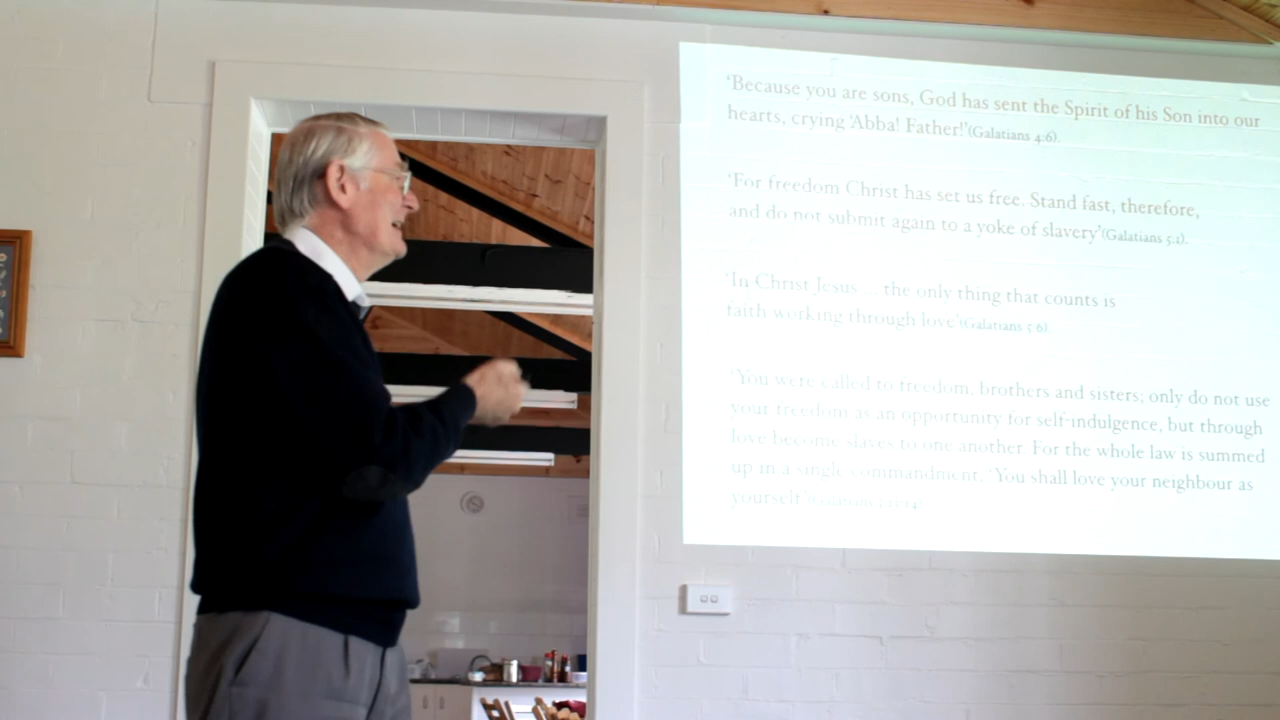 ‘Because you are sons, God has sent the Spirit of his Son into our
hearts, crying ‘Abba! Father!’(Galatians 4:6).
‘For freedom Christ has set us free. Stand fast, therefore,
and do not submit again to a yoke of slavery’(Galatians 5:1).
‘In Christ Jesus ... the only thing that counts is
faith working through love’(Galatians 5:6)
‘You were called to freedom, brothers and sisters; only do not use
your freedom as an opportunity for self-indulgence, but through
love become slaves to one another. For the whole law is summed
up in a single commandment, ‘You shall love your neighbour as
yourself’